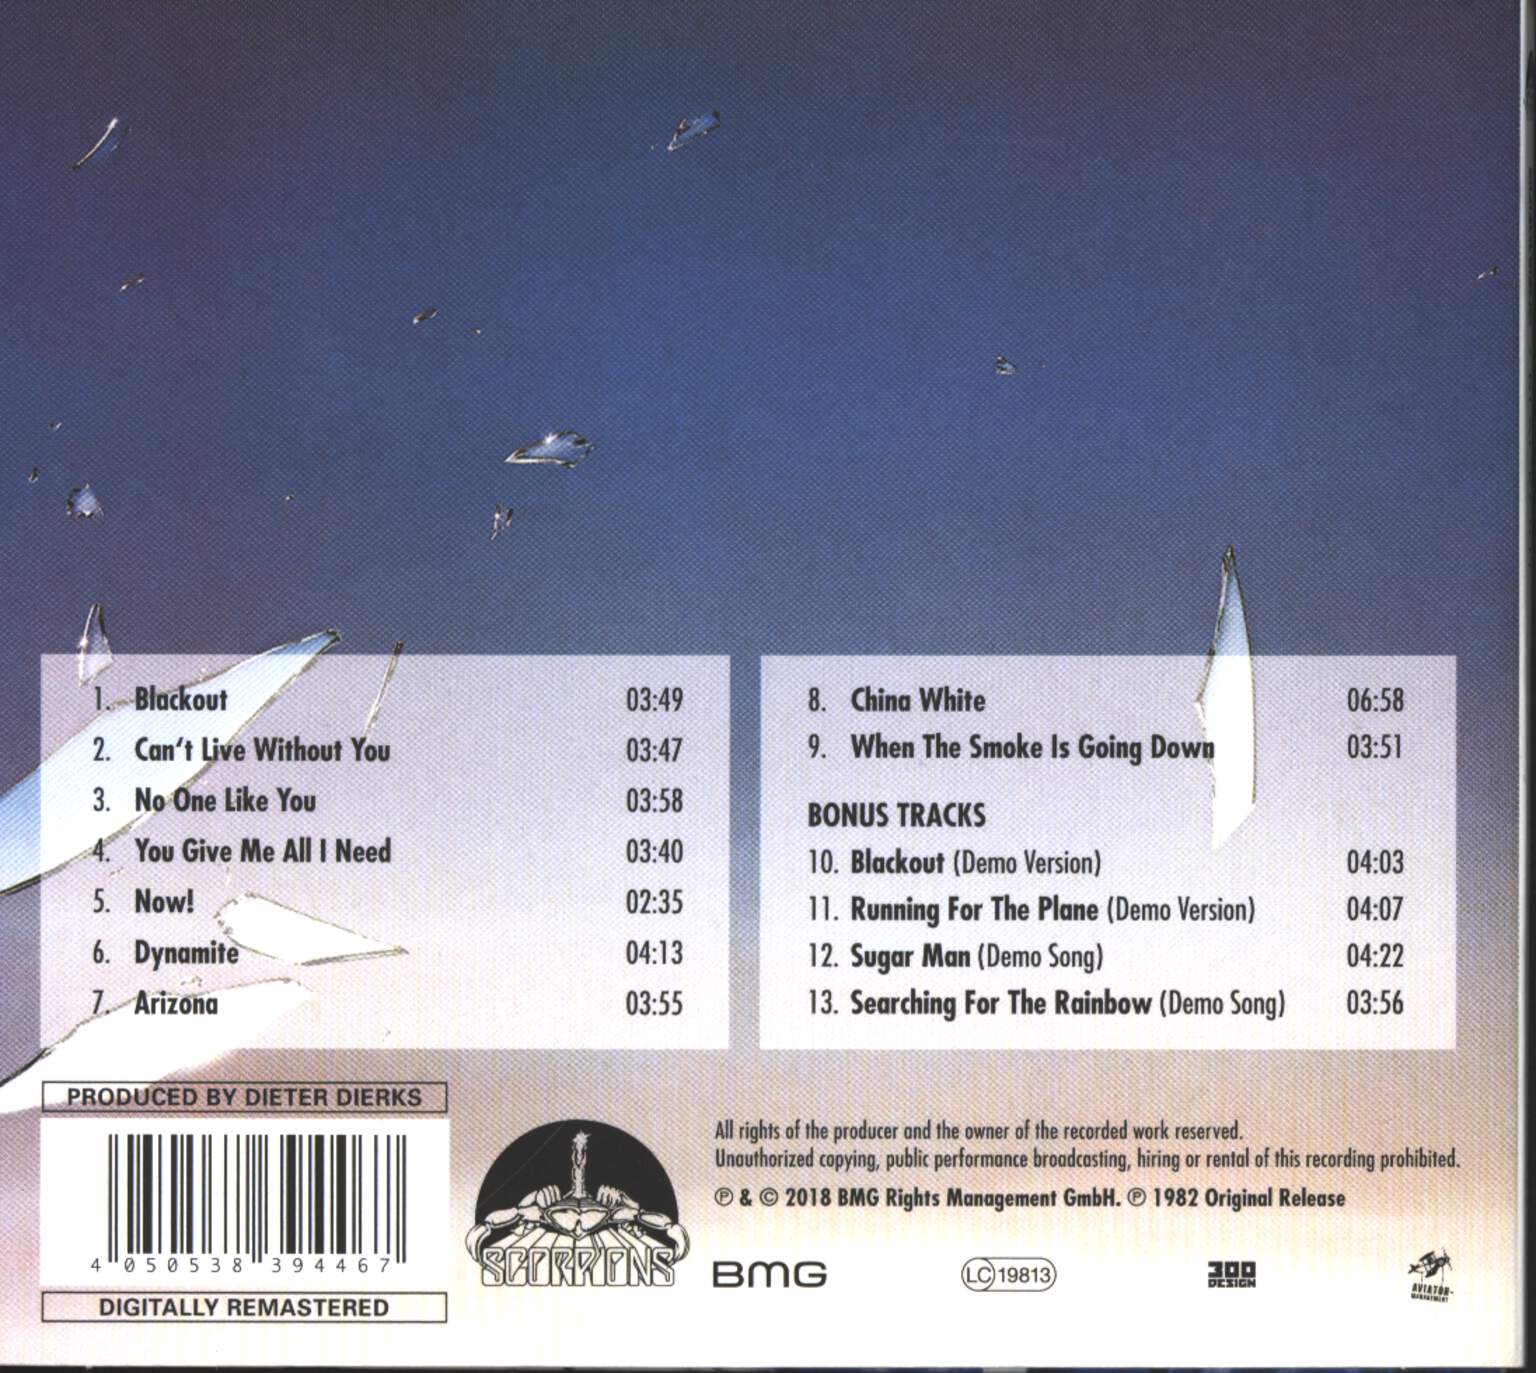 1. Blackout 03:49
2. Can‘t Live Without You 03:47
3. No One Like You 03:58
4. You Give Me All I Need 03:40
5. Now! 02:35
6. Dynamite 04:13
7. Arizona 03:55
8. China White 06:58
9. When The Smoke Is Going Down 03:51
BONUS TRACKS
10. Blackout (Demo Version) 04:03
11. Running For The Plane (Demo Version) 04:07
12. Sugar Man (Demo Song) 04:22
13. Searching For The Rainbow (Demo Song) 03:56
PRODUCED BY DIETER DIERKS
4 050538 394467
DIGITALLY REMASTERED
SCORPIONS
All rights of the producer and the owner of the recorded work reserved.
Unauthorized copying, public performance broadcasting, hiring or rental of this recording prohibited.
℗ & © 2018 BMG Rights Management GmbH. ℗ 1982 Original Release
BMG
LC 19813
300
DESIGN
AVIATOR-
MANAGEMENT